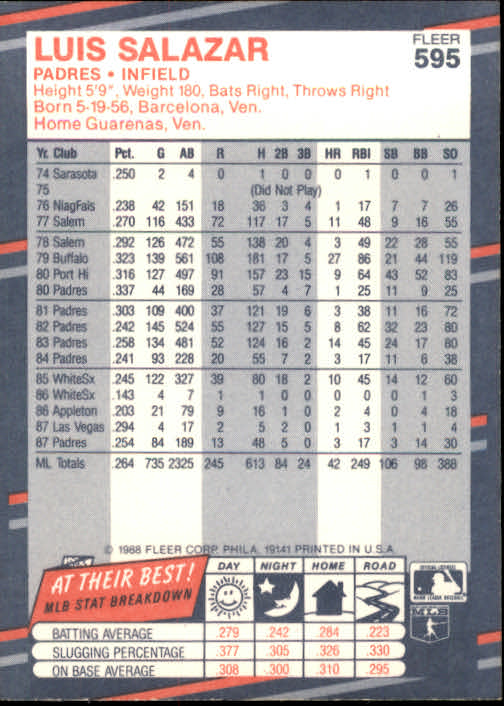 LUIS SALAZAR
FLEER
595
PADRES • INFIELD
Height 5'9", Weight 180, Bats Right, Throws Right
Born 5-19-56, Barcelona, Ven.
Home Guarenas, Ven.
Yr. Club Pct. G AB R H 2B 3B HR RBI SB BB SO
74 Sarasota .250 2 4 0 1 0 0 0 1 0 0 1
75 (Did Not Play)
76 NiagFals .238 42 151 18 36 3 4 1 17 7 7 26
77 Salem .270 116 433 72 117 17 5 11 48 9 16 55
78 Salem .292 126 472 55 138 20 4 3 49 22 28 55
79 Buffalo .323 139 561 108 181 17 5 27 86 21 44 119
80 Port Hi .316 127 497 91 157 23 15 9 64 43 52 83
80 Padres .337 44 169 28 57 4 7 1 25 11 9 25
81 Padres .303 109 400 37 121 19 6 3 38 11 16 72
82 Padres .242 145 524 55 127 15 5 8 62 32 23 80
83 Padres .258 134 481 52 124 16 2 14 45 24 17 80
84 Padres .241 93 228 20 55 7 2 3 17 11 6 38
85 WhiteSx .245 122 327 39 80 18 2 10 45 14 12 60
86 WhiteSx .143 4 7 1 1 0 0 0 0 0 1 3
86 Appleton .203 21 79 9 16 1 0 2 4 0 4 18
87 Las Vegas .294 4 17 2 5 2 0 1 3 1 1 4
87 Padres .254 84 189 13 48 5 0 3 17 3 14 30
ML Totals .264 735 2325 245 613 84 24 42 249 106 98 388
© 1988 FLEER CORP. PHILA. 19141 PRINTED IN U.S.A.
AT THEIR BEST!
MLB STAT BREAKDOWN
DAY NIGHT HOME ROAD
BATTING AVERAGE .279 .242 .284 .223
SLUGGING PERCENTAGE .377 .305 .326 .330
ON BASE AVERAGE .308 .300 .310 .295